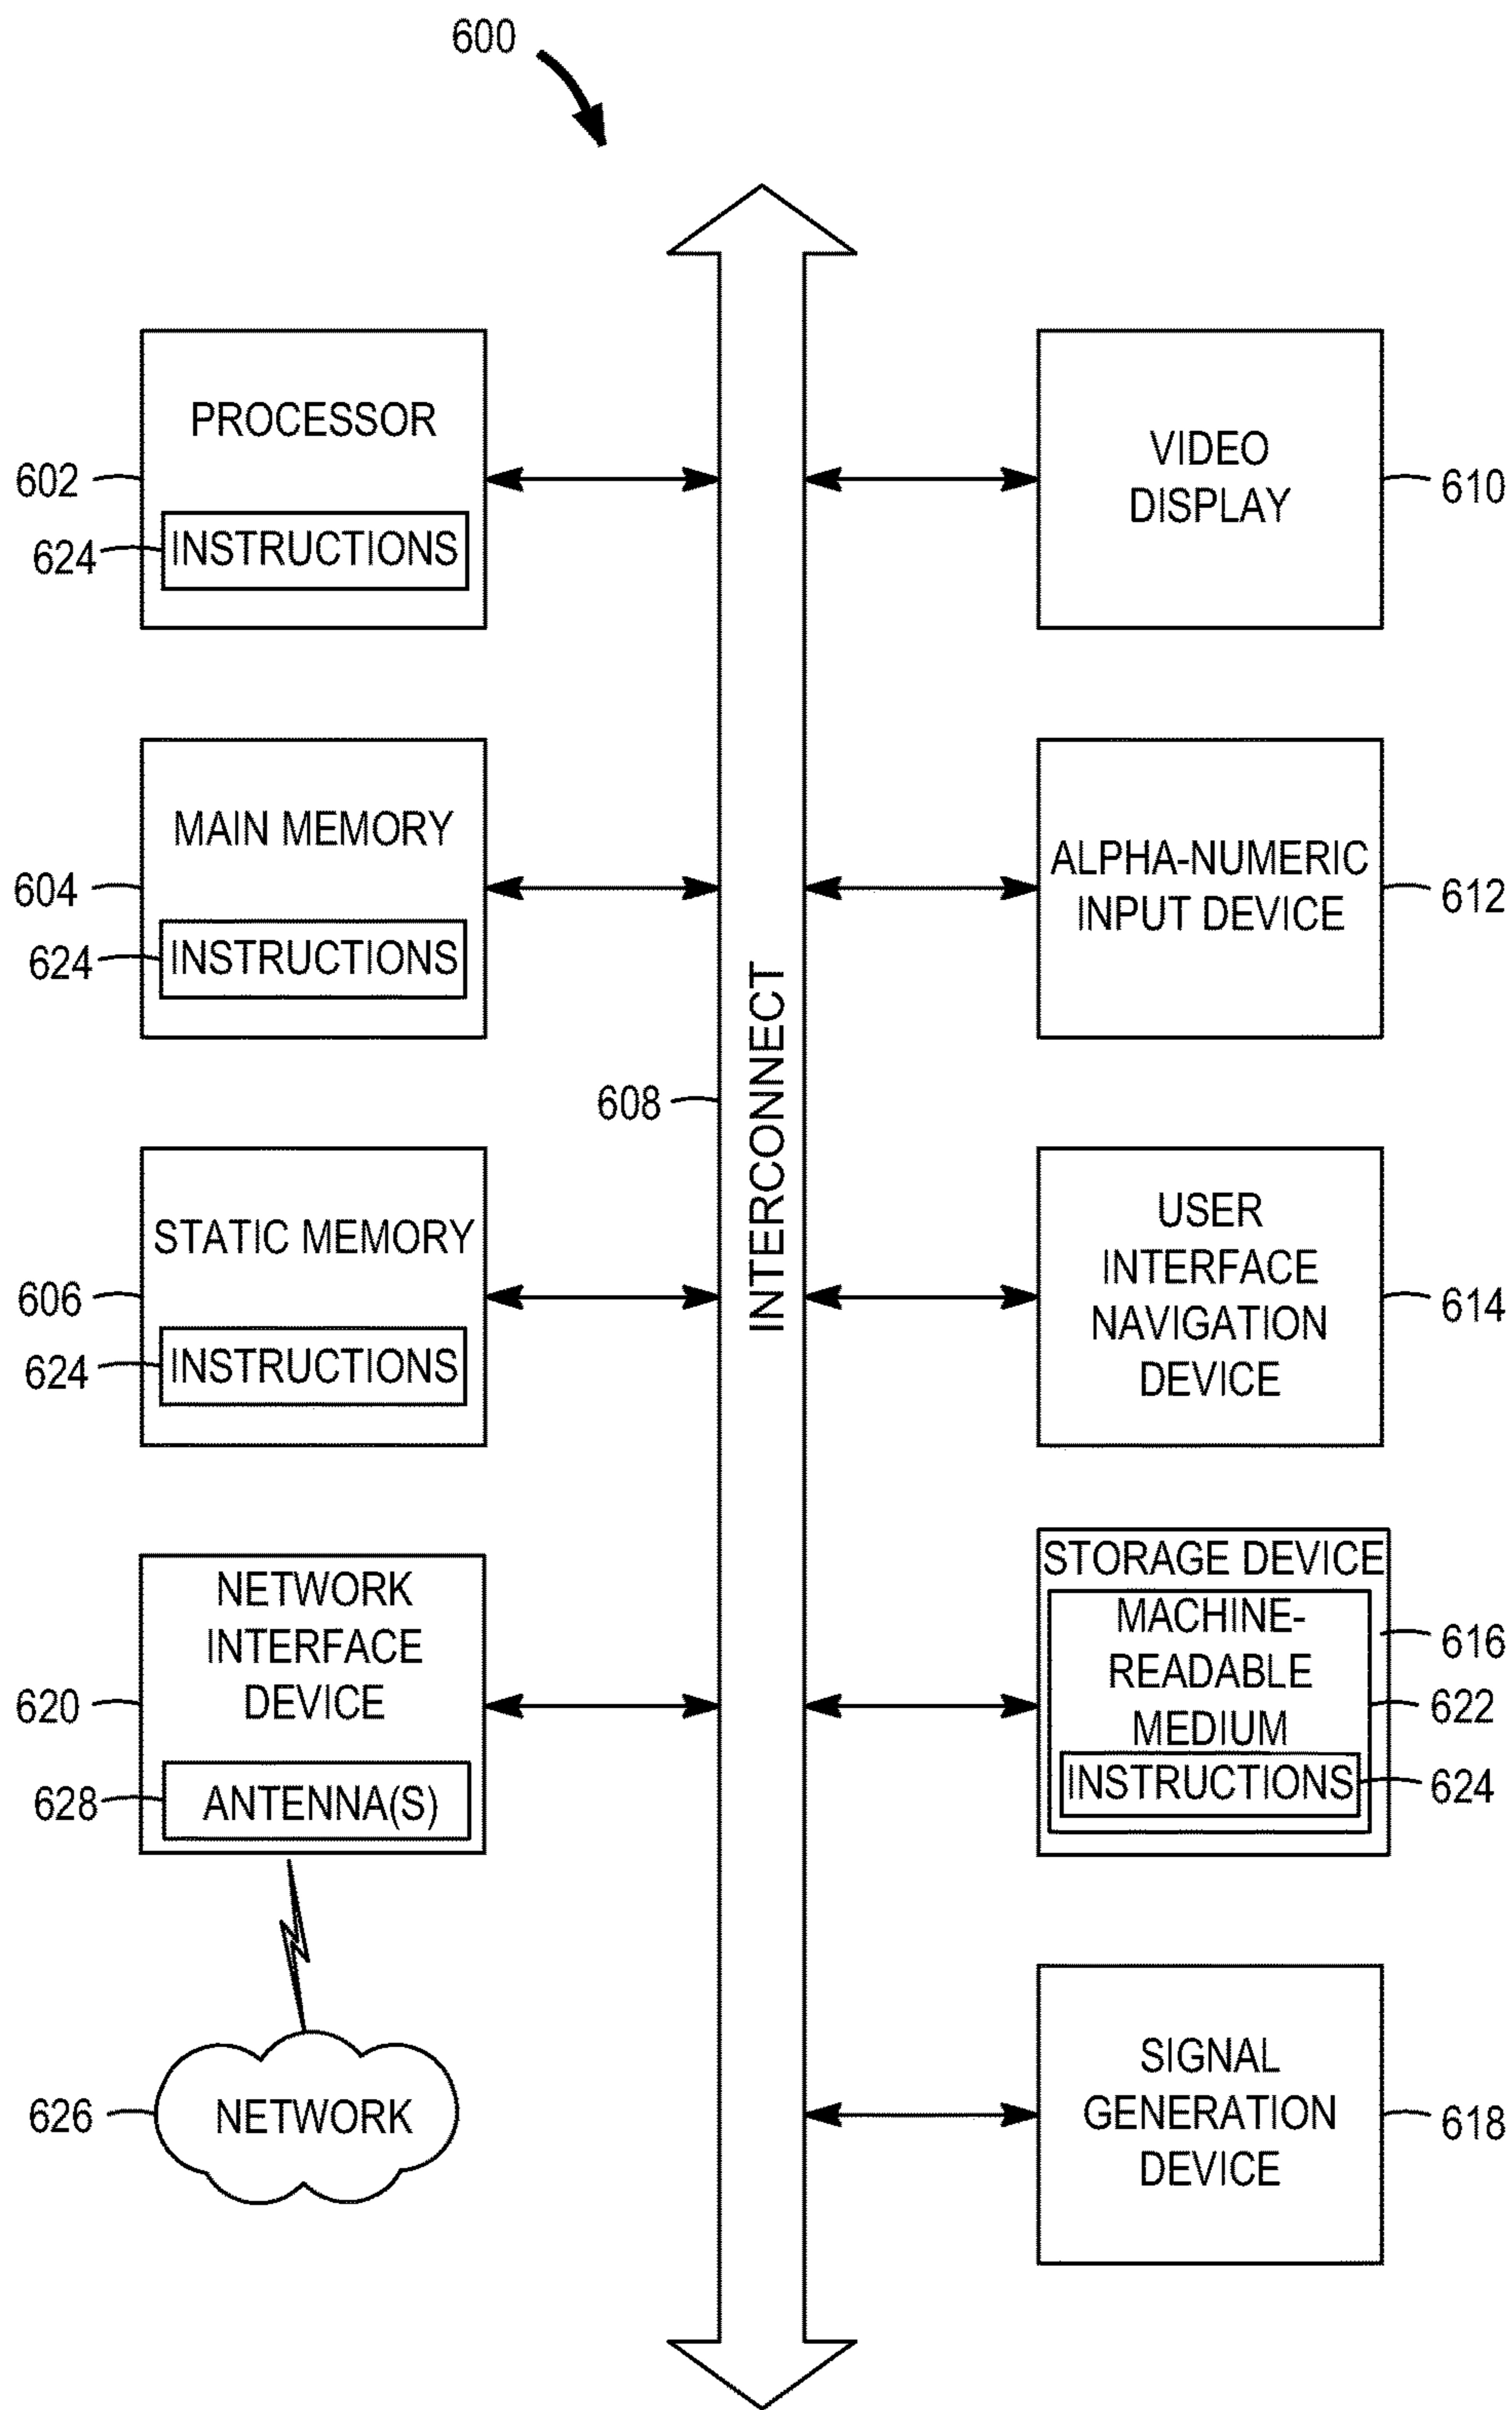 600
PROCESSOR
602
624
INSTRUCTIONS
MAIN MEMORY
604
624
INSTRUCTIONS
STATIC MEMORY
606
624
INSTRUCTIONS
NETWORK
INTERFACE
DEVICE
620
628
ANTENNA(S)
626
NETWORK
608
INTERCONNECT
VIDEO
DISPLAY
610
ALPHA-NUMERIC
INPUT DEVICE
612
USER
INTERFACE
NAVIGATION
DEVICE
614
STORAGE DEVICE
MACHINE-
READABLE
MEDIUM
616
622
INSTRUCTIONS
624
SIGNAL
GENERATION
DEVICE
618